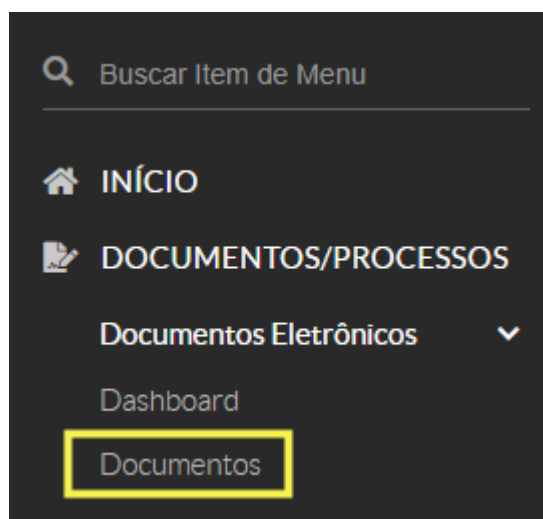 Buscar Item de Menu
INÍCIO
DOCUMENTOS/PROCESSOS
Documentos Eletrônicos
Dashboard
Documentos